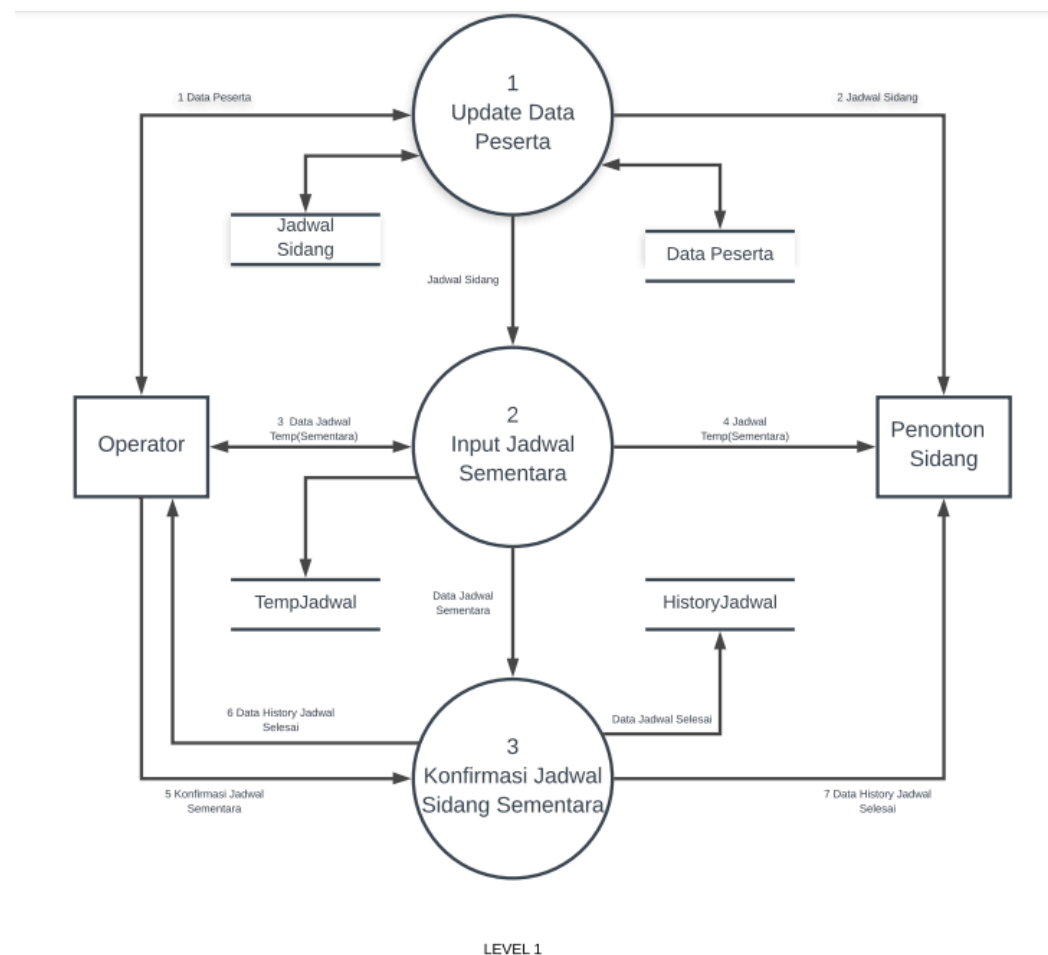 1
Update Data
Peserta
1 Data Peserta
2 Jadwal Sidang
Jadwal
Sidang
Data Peserta
Jadwal Sidang
Operator
3 Data Jadwal
Temp(Sementara)
2
Input Jadwal
Sementara
4 Jadwal
Temp(Sementara)
Penonton
Sidang
TempJadwal
Data Jadwal
Sementara
HistoryJadwal
6 Data History Jadwal
Selesai
Data Jadwal Selesai
3
Konfirmasi Jadwal
Sidang Sementara
5 Konfirmasi Jadwal
Sementara
7 Data History Jadwal
Selesai
LEVEL 1